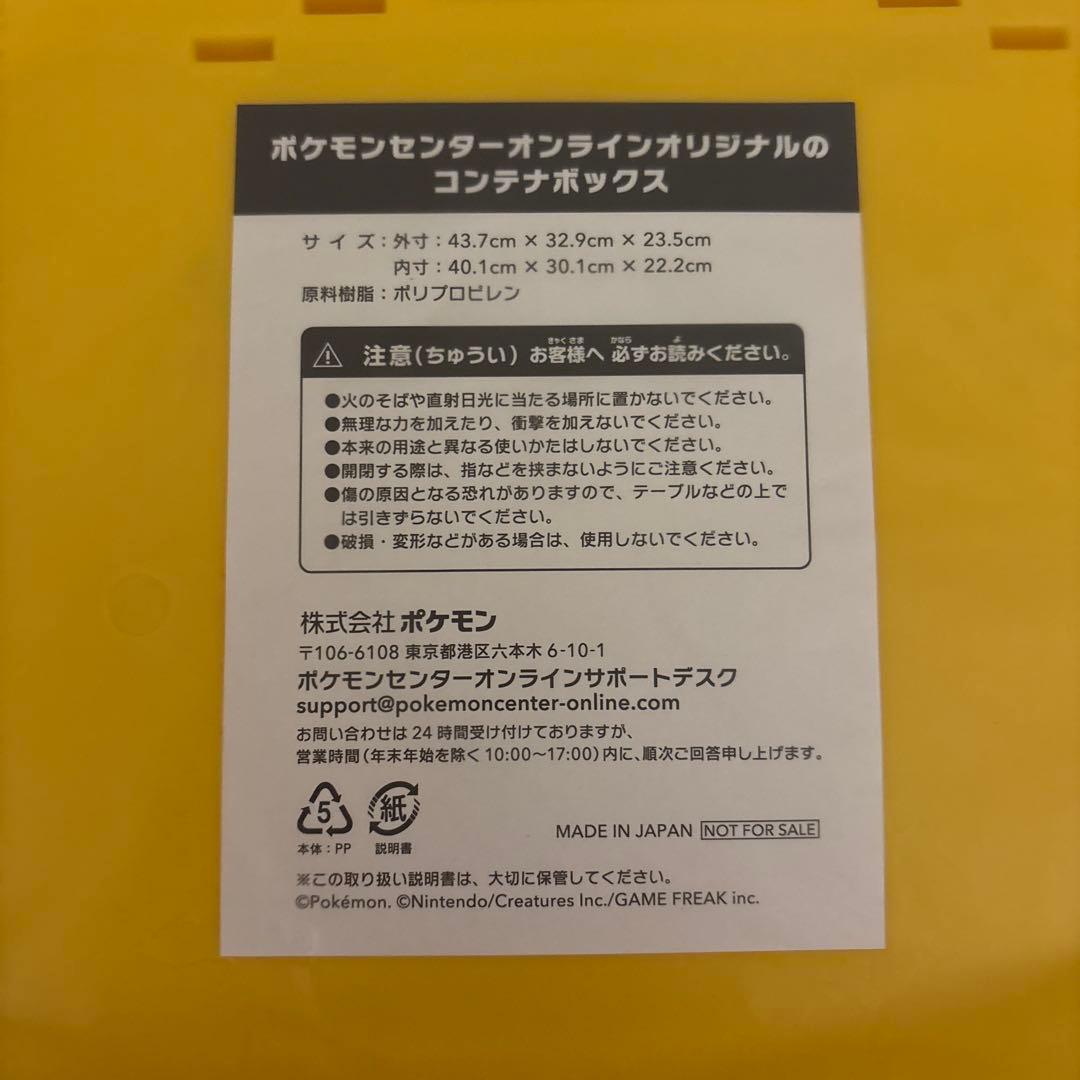 ポケモンセンターオンラインオリジナルの
コンテナボックス
サイズ：外寸：43.7cm × 32.9cm × 23.5cm
内寸：40.1cm × 30.1cm × 22.2cm
原料樹脂：ポリプロピレン
注意（ちゅうい）お客様へ 必ずお読みください。
きゃく さま かなら よ
●火のそばや直射日光に当たる場所に置かないでください。
●無理な力を加えたり、衝撃を加えないでください。
●本来の用途と異なる使いかたはしないでください。
●開閉する際は、指などを挟まないようにご注意ください。
●傷の原因となる恐れがありますので、テーブルなどの上で
は引きずらないでください。
●破損・変形などがある場合は、使用しないでください。
株式会社 ポケモン
〒106-6108 東京都港区六本木 6-10-1
ポケモンセンターオンラインサポートデスク
support@pokemoncenter-online.com
お問い合わせは 24 時間受け付けておりますが、
営業時間（年末年始を除く 10:00〜17:00）内に、順次ご回答申し上げます。
5 紙
本体：PP 説明書
MADE IN JAPAN NOT FOR SALE
※この取り扱い説明書は、大切に保管してください。
©Pokémon. ©Nintendo/Creatures Inc./GAME FREAK inc.